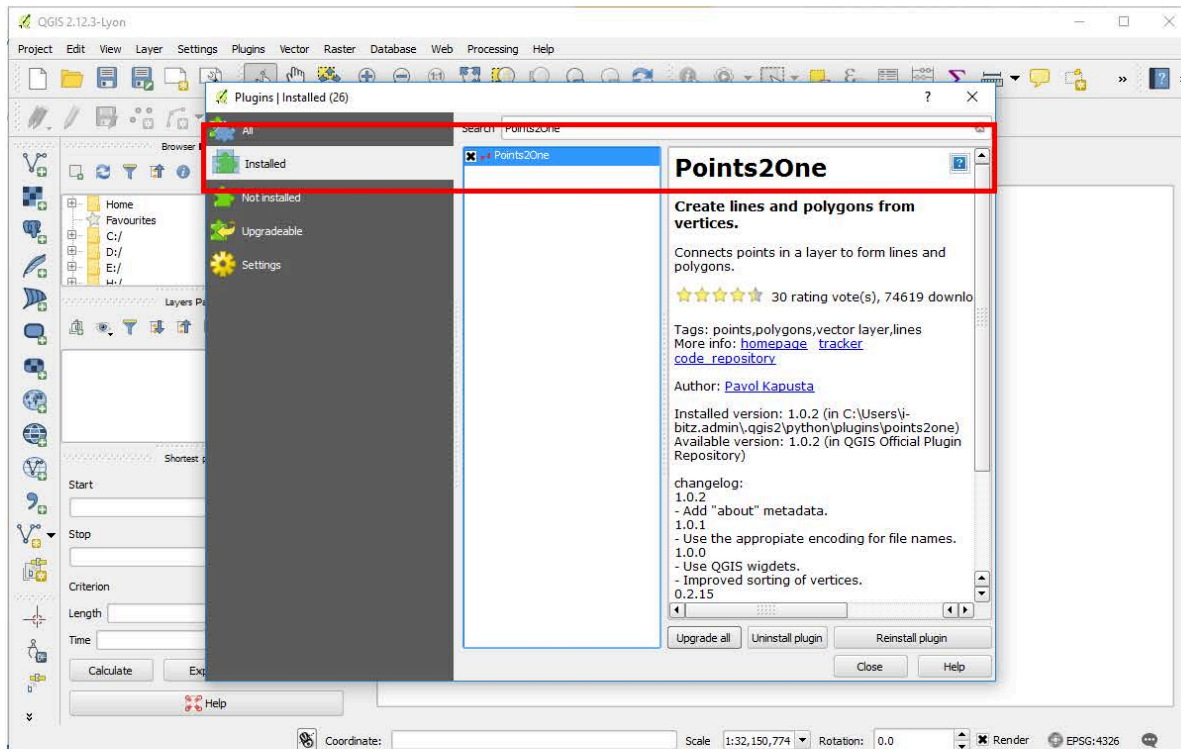 QGIS 2.12.3-Lyon
Project Edit View Layer Settings Plugins Vector Raster Database Web Processing Help
Plugins | Installed (26)
All
Installed
Not installed
Upgradeable
Settings
Search Points2One
Points2One
Points2One
Create lines and polygons from
vertices.
Connects points in a layer to form lines and
polygons.
30 rating vote(s), 74619 downlo
Tags: points,polygons,vector layer,lines
More info: homepage tracker
code repository
Author: Pavol Kapusta
Installed version: 1.0.2 (in C:\Users\i-
bitz.admin\.qgis2\python\plugins\points2one)
Available version: 1.0.2 (in QGIS Official Plugin
Repository)
changelog:
1.0.2
- Add "about" metadata.
1.0.1
- Use the appropiate encoding for file names.
1.0.0
- Use QGIS wigdets.
- Improved sorting of vertices.
0.2.15
Upgrade all Uninstall plugin Reinstall plugin
Close Help
Browser
Home
Favourites
C:/
D:/
E:/
H:/
Layers Pa
Shortest p
Start
Stop
Criterion
Length
Time
Calculate Exp
Help
Coordinate: Scale 1:32,150,774 Rotation: 0.0 Render EPSG:4326